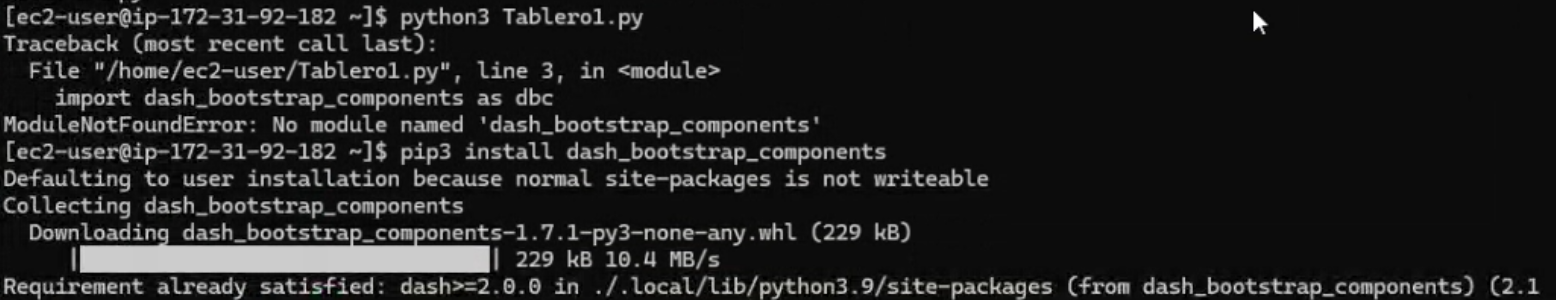 [ec2-user@ip-172-31-92-182 ~]$ python3 Tablero1.py
Traceback (most recent call last):
  File "/home/ec2-user/Tablero1.py", line 3, in <module>
    import dash_bootstrap_components as dbc
ModuleNotFoundError: No module named 'dash_bootstrap_components'
[ec2-user@ip-172-31-92-182 ~]$ pip3 install dash_bootstrap_components
Defaulting to user installation because normal site-packages is not writeable
Collecting dash_bootstrap_components
  Downloading dash_bootstrap_components-1.7.1-py3-none-any.whl (229 kB)
     |████████████████████████████████| 229 kB 10.4 MB/s
Requirement already satisfied: dash>=2.0.0 in ./.local/lib/python3.9/site-packages (from dash_bootstrap_components) (2.1